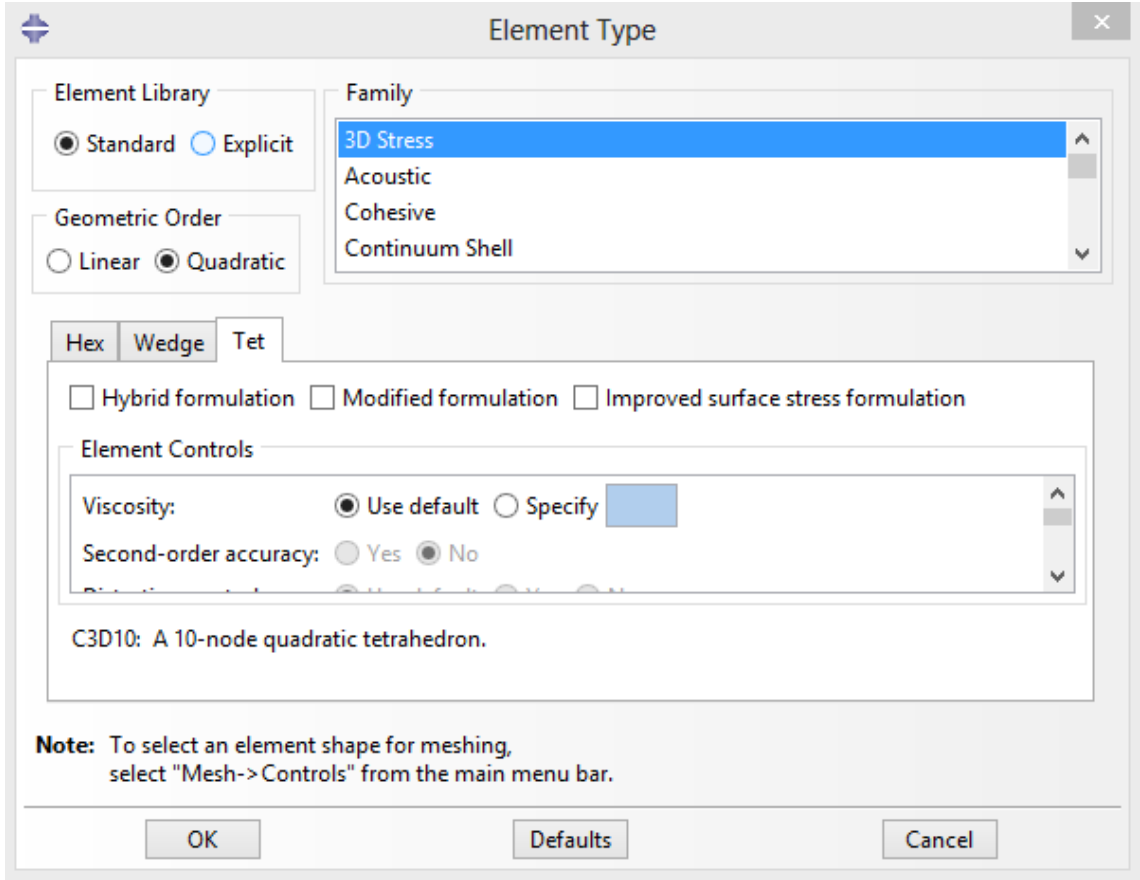 Element Type
Element Library
Standard Explicit
Family
3D Stress
Acoustic
Cohesive
Continuum Shell
Geometric Order
Linear Quadratic
Hex Wedge Tet
Hybrid formulation Modified formulation Improved surface stress formulation
Element Controls
Viscosity: Use default Specify
Second-order accuracy: Yes No
C3D10: A 10-node quadratic tetrahedron.
Note: To select an element shape for meshing,
select "Mesh->Controls" from the main menu bar.
OK Defaults Cancel